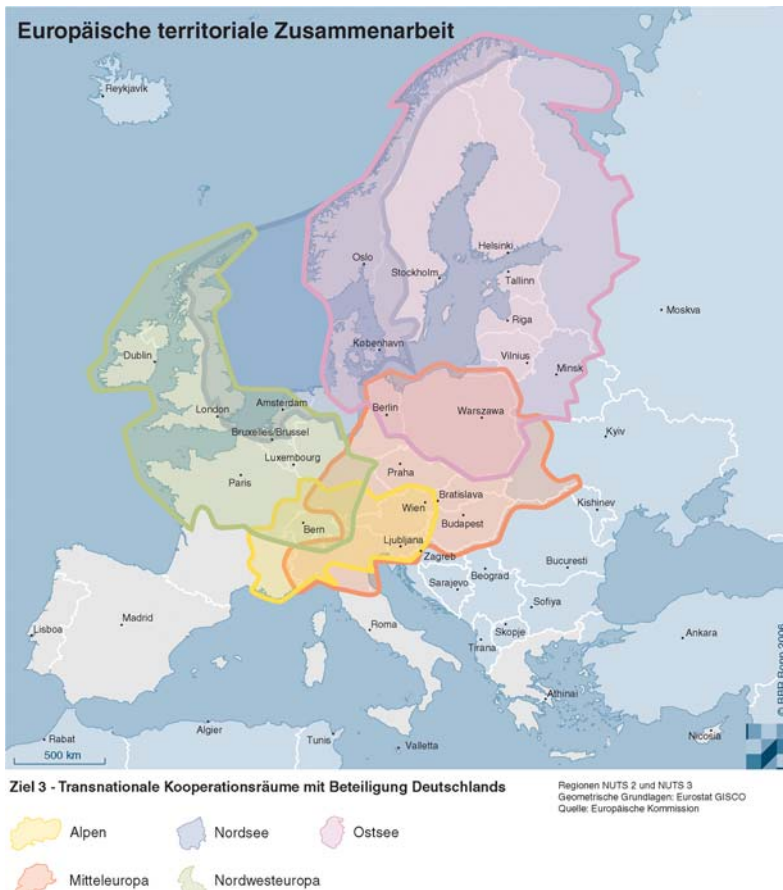 Europäische territoriale Zusammenarbeit
Reykjavík
Helsinki
Oslo
Stockholm
Tallinn
Riga
Moskva
København
Vilnius
Minsk
Dublin
Amsterdam
London
Berlin
Warszawa
Bruxelles/Brussel
Kyiv
Luxembourg
Praha
Paris
Bratislava
Wien
Kishinev
Budapest
Bern
Ljubljana
Zagreb
Bucuresti
Beograd
Sarajevo
Sofiya
Madrid
Roma
Skopje
Lisboa
Tirana
Ankara
Athinai
Algier
Rabat
Tunis
Valletta
Nicosia
500 km
© BBR Bonn 2006
Ziel 3 - Transnationale Kooperationsräume mit Beteiligung Deutschlands
Regionen NUTS 2 und NUTS 3
Geometrische Grundlagen: Eurostat GISCO
Quelle: Europäische Kommission
Alpen
Nordsee
Ostsee
Mitteleuropa
Nordwesteuropa